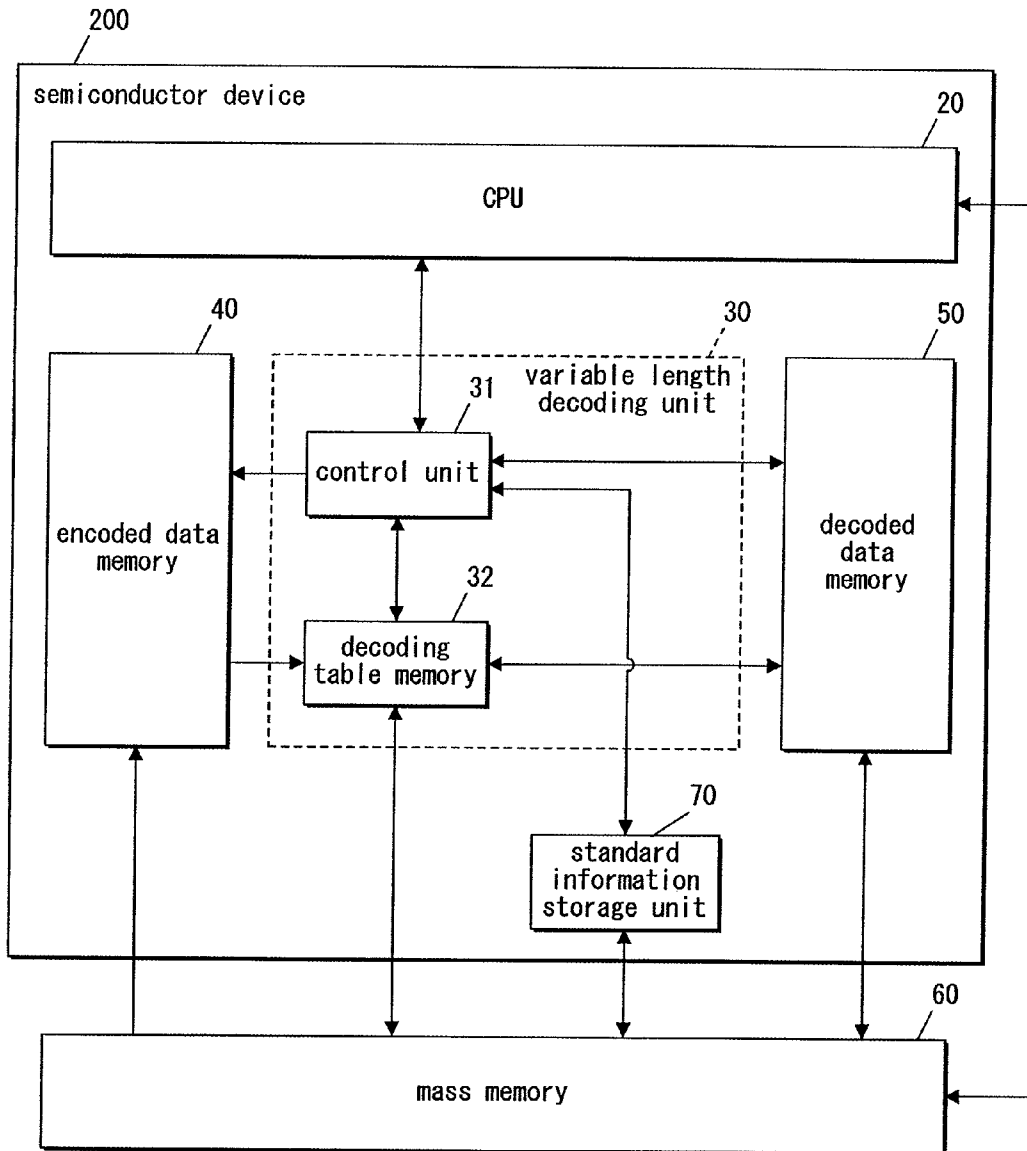 200
semiconductor device
20
CPU
40
30
50
variable length
decoding unit
31
control unit
encoded data
memory
decoded
data
memory
32
decoding
table memory
70
standard
information
storage unit
60
mass memory